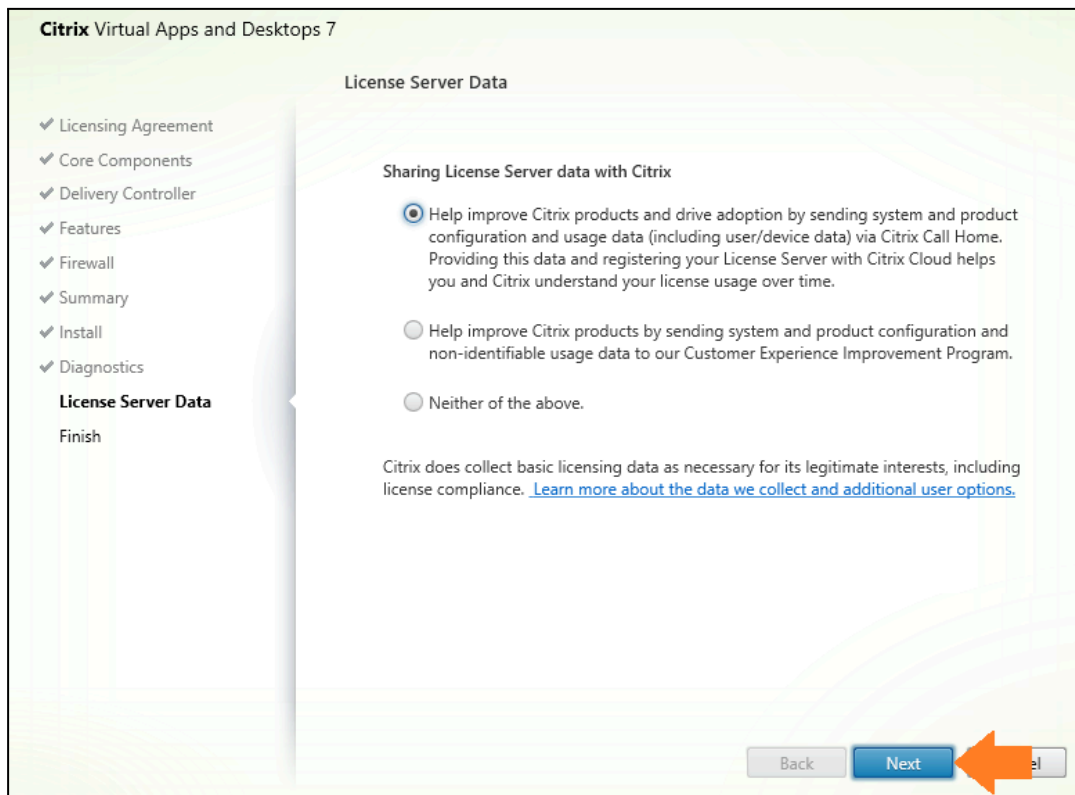 Citrix Virtual Apps and Desktops 7
License Server Data
Licensing Agreement
Core Components
Delivery Controller
Features
Firewall
Summary
Install
Diagnostics
License Server Data
Finish
Sharing License Server data with Citrix
Help improve Citrix products and drive adoption by sending system and product
configuration and usage data (including user/device data) via Citrix Call Home.
Providing this data and registering your License Server with Citrix Cloud helps
you and Citrix understand your license usage over time.
Help improve Citrix products by sending system and product configuration and
non-identifiable usage data to our Customer Experience Improvement Program.
Neither of the above.
Citrix does collect basic licensing data as necessary for its legitimate interests, including
license compliance. Learn more about the data we collect and additional user options.
Back
Next